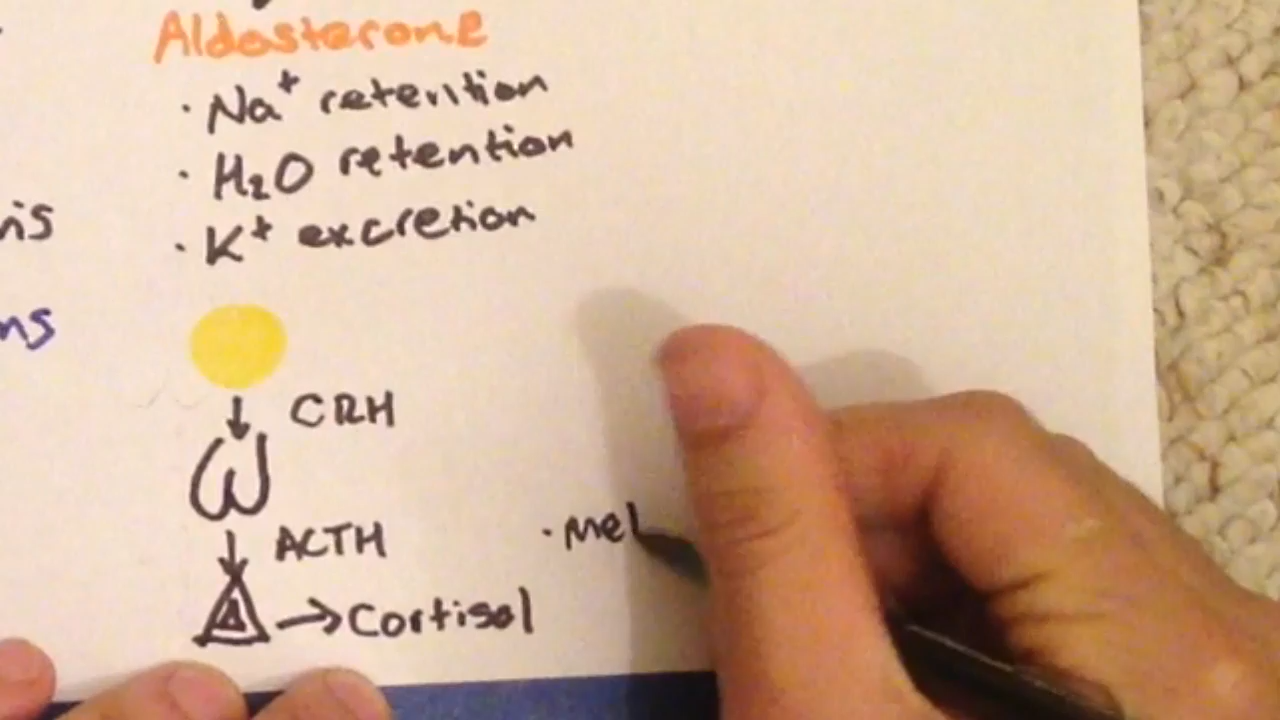 Aldosterone
· Na+ retention
· H2O retention
· K+ excretion
CRH
ACTH
→ Cortisol
· Mel